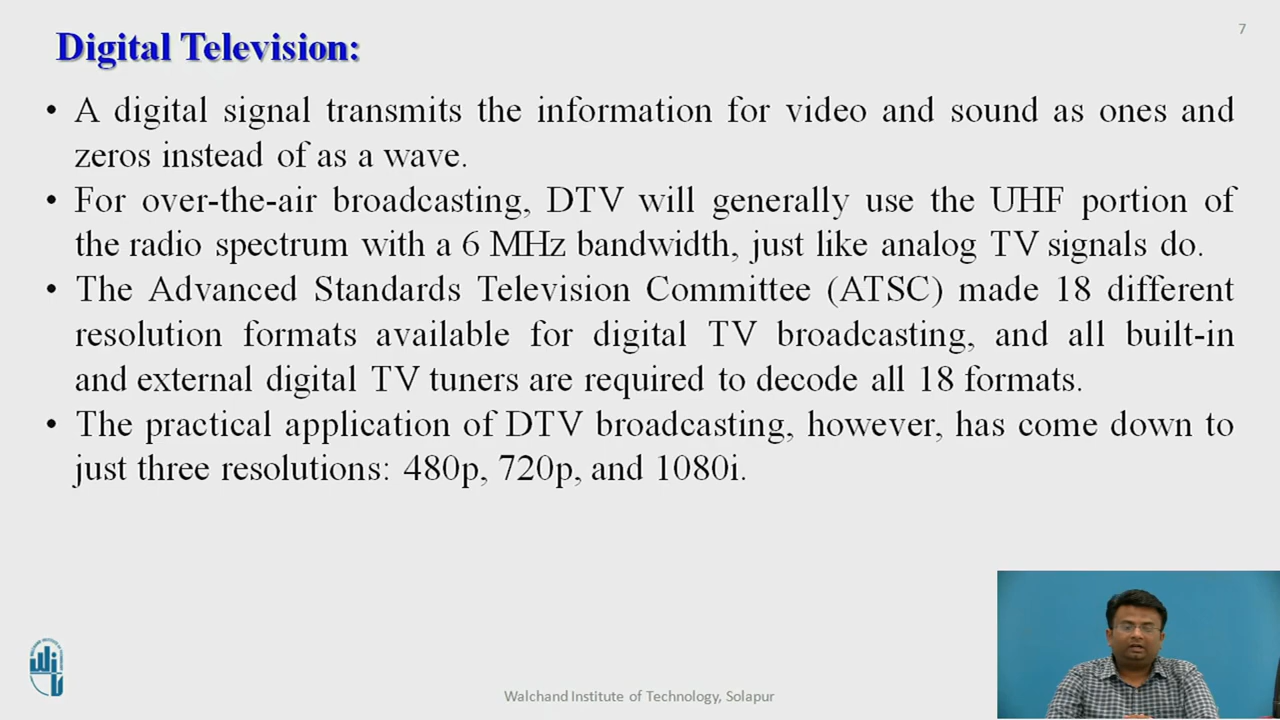 7
Digital Television:
• A digital signal transmits the information for video and sound as ones and
zeros instead of as a wave.
• For over-the-air broadcasting, DTV will generally use the UHF portion of
the radio spectrum with a 6 MHz bandwidth, just like analog TV signals do.
• The Advanced Standards Television Committee (ATSC) made 18 different
resolution formats available for digital TV broadcasting, and all built-in
and external digital TV tuners are required to decode all 18 formats.
• The practical application of DTV broadcasting, however, has come down to
just three resolutions: 480p, 720p, and 1080i.
Walchand Institute of Technology, Solapur